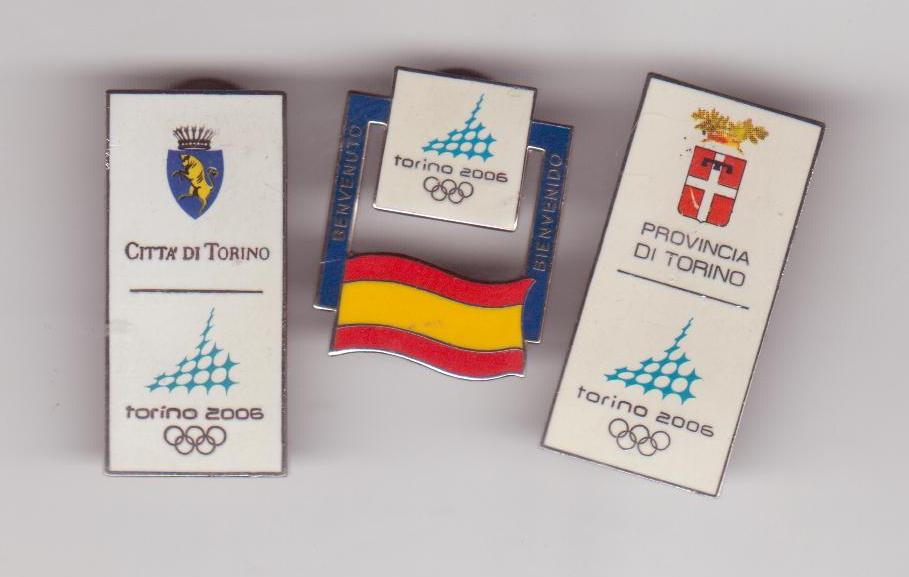 CITTA' DI TORINO
torino 2006
BENVENUTO
torino 2006
BIENVENIDO
PROVINCIA
DI TORINO
torino 2006